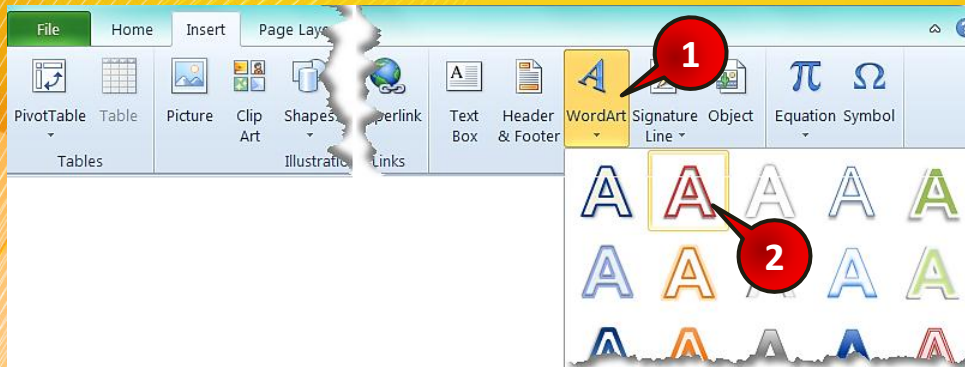 File Home Insert Page Lay
1
PivotTable Table Picture Clip Art Shapes perlink Text Box Header & Footer WordArt Signature Line Object Equation Symbol
Tables Illustratio Links
2